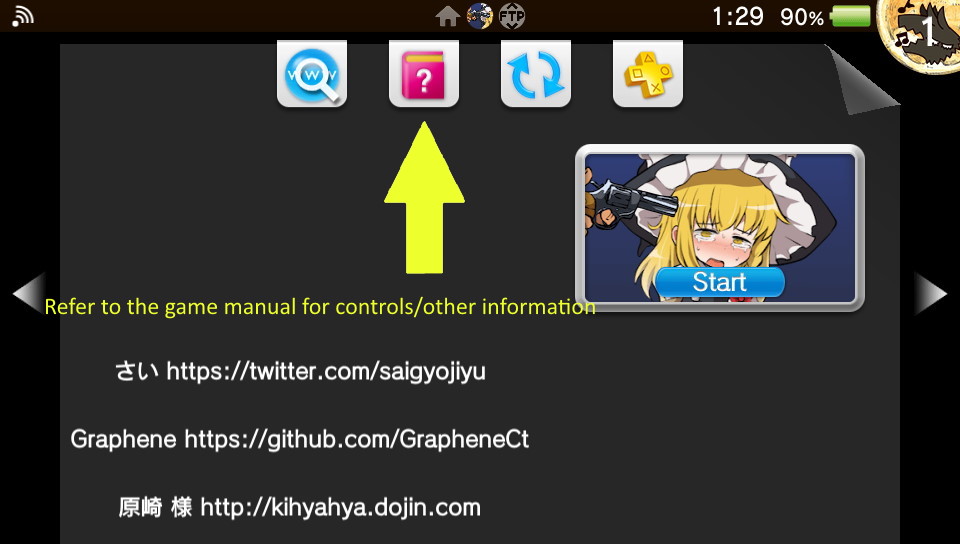 FTP
1:29 90%
1
www
?
Start
Refer to the game manual for controls/other information
さい https://twitter.com/saigyojiyu
Graphene https://github.com/GrapheneCt
原崎 様 http://kihyahya.dojin.com